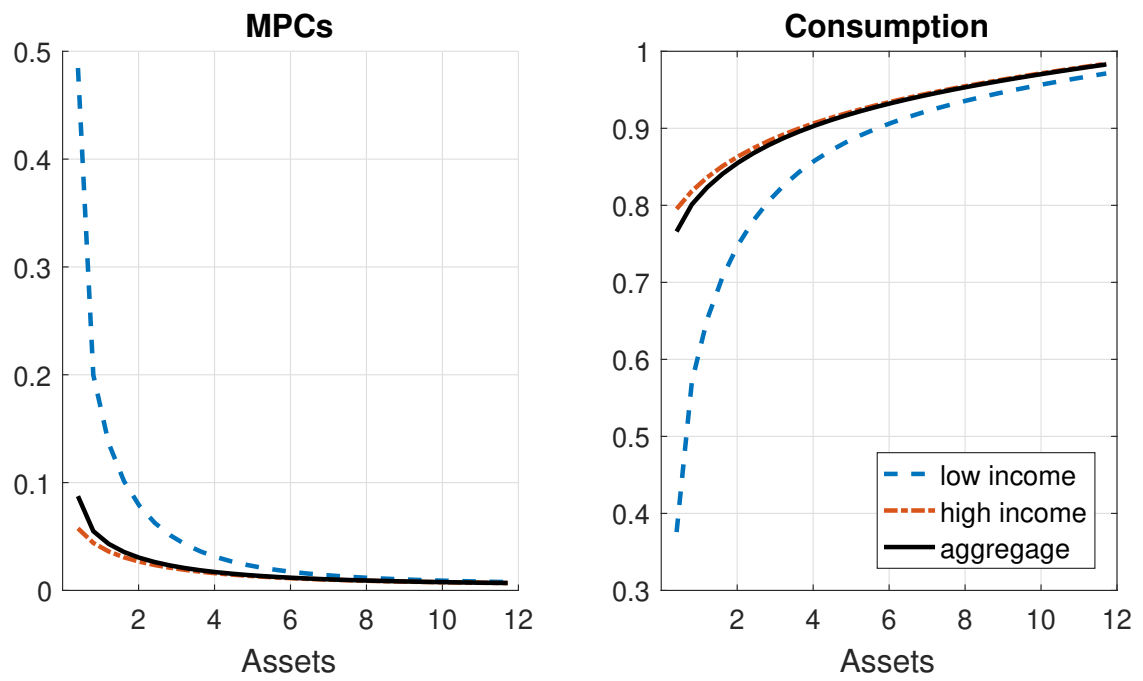 MPCs
0.5
0.4
0.3
0.2
0.1
0
2 4 6 8 10 12
Assets
Consumption
1
0.9
0.8
0.7
0.6
0.5
0.4
0.3
2 4 6 8 10 12
Assets
low income
high income
aggregage